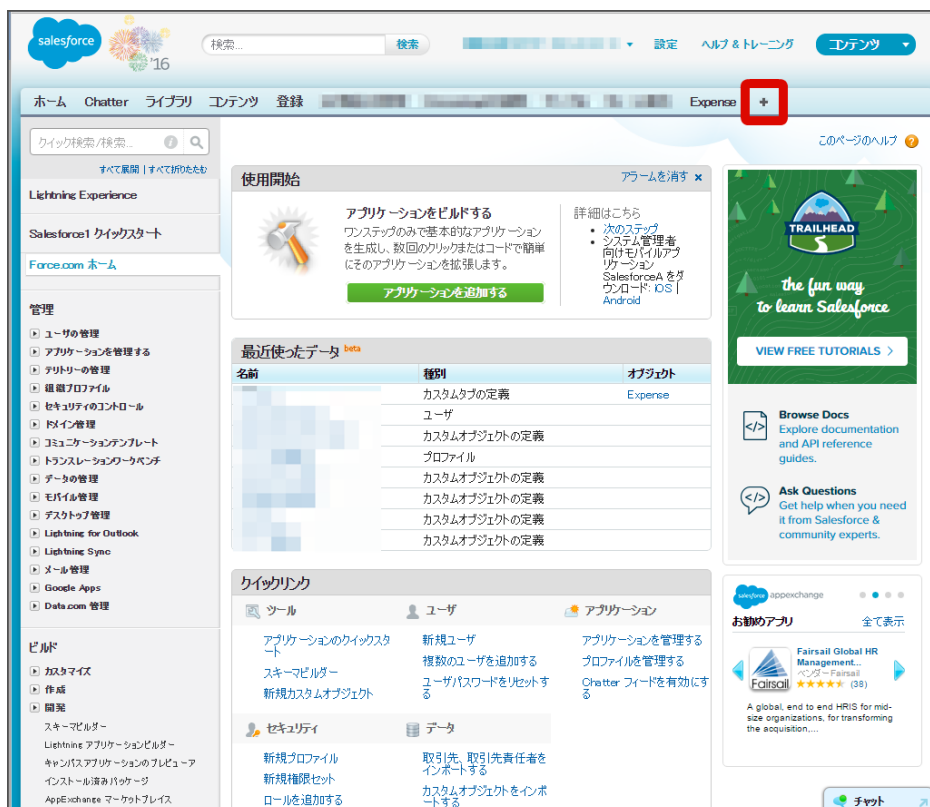 salesforce
'16
検索...
検索
設定
ヘルプ & トレーニング
コンテンツ
ホーム Chatter ライブラリ コンテンツ 登録
Expense
+
クイック検索/検索...
すべて展開 | すべて折りたたむ
Lightning Experience
Salesforce1 クイックスタート
Force.com ホーム
管理
ユーザの管理
アプリケーションを管理する
テリトリーの管理
組織プロファイル
セキュリティのコントロール
ドメイン管理
コミュニケーションテンプレート
トランスレーションワークベンチ
データの管理
モバイル管理
デスクトップ管理
Lightning for Outlook
Lightning Sync
メール管理
Google Apps
Data.com 管理
ビルド
カスタマイズ
作成
開発
スキーマビルダー
Lightning アプリケーションビルダー
キャンバスアプリケーションのプレビューア
インストール済みパッケージ
AppExchange マーケットプレイス
このページのヘルプ
使用開始
アラームを消す ×
アプリケーションをビルドする
ワンステップのみで基本的なアプリケーション
を生成し、数回のクリックまたはコードで簡単
にそのアプリケーションを拡張します。
アプリケーションを追加する
詳細はこちら
• 次のステップ
• システム管理者
向けモバイルアプ
リケーション
SalesforceA をダ
ウンロード: iOS |
Android
最近使ったデータ beta
名前 種別 オブジェクト
カスタムタブの定義 Expense
ユーザ
カスタムオブジェクトの定義
プロファイル
カスタムオブジェクトの定義
カスタムオブジェクトの定義
カスタムオブジェクトの定義
カスタムオブジェクトの定義
クイックリンク
ツール
アプリケーションのクイックスタ
ート
スキーマビルダー
新規カスタムオブジェクト
ユーザ
新規ユーザ
複数のユーザを追加する
ユーザパスワードをリセットす
る
アプリケーション
アプリケーションを管理する
プロファイルを管理する
Chatter フィードを有効にす
る
セキュリティ
新規プロファイル
新規権限セット
ロールを追加する
データ
取引先、取引先責任者を
インポートする
カスタムオブジェクトをインポ
ートする
TRAILHEAD
the fun way
to learn Salesforce
VIEW FREE TUTORIALS >
</>
Browse Docs
Explore documentation
and API reference
guides.
</>
Ask Questions
Get help when you need
it from Salesforce &
community experts.
salesforce appexchange
お勧めアプリ
全て表示
Fairsail
Fairsail Global HR
Management...
ベンダー Fairsail
(38)
A global, end to end HRIS for mid-
size organizations, for transforming
the acquisition,...
チャット